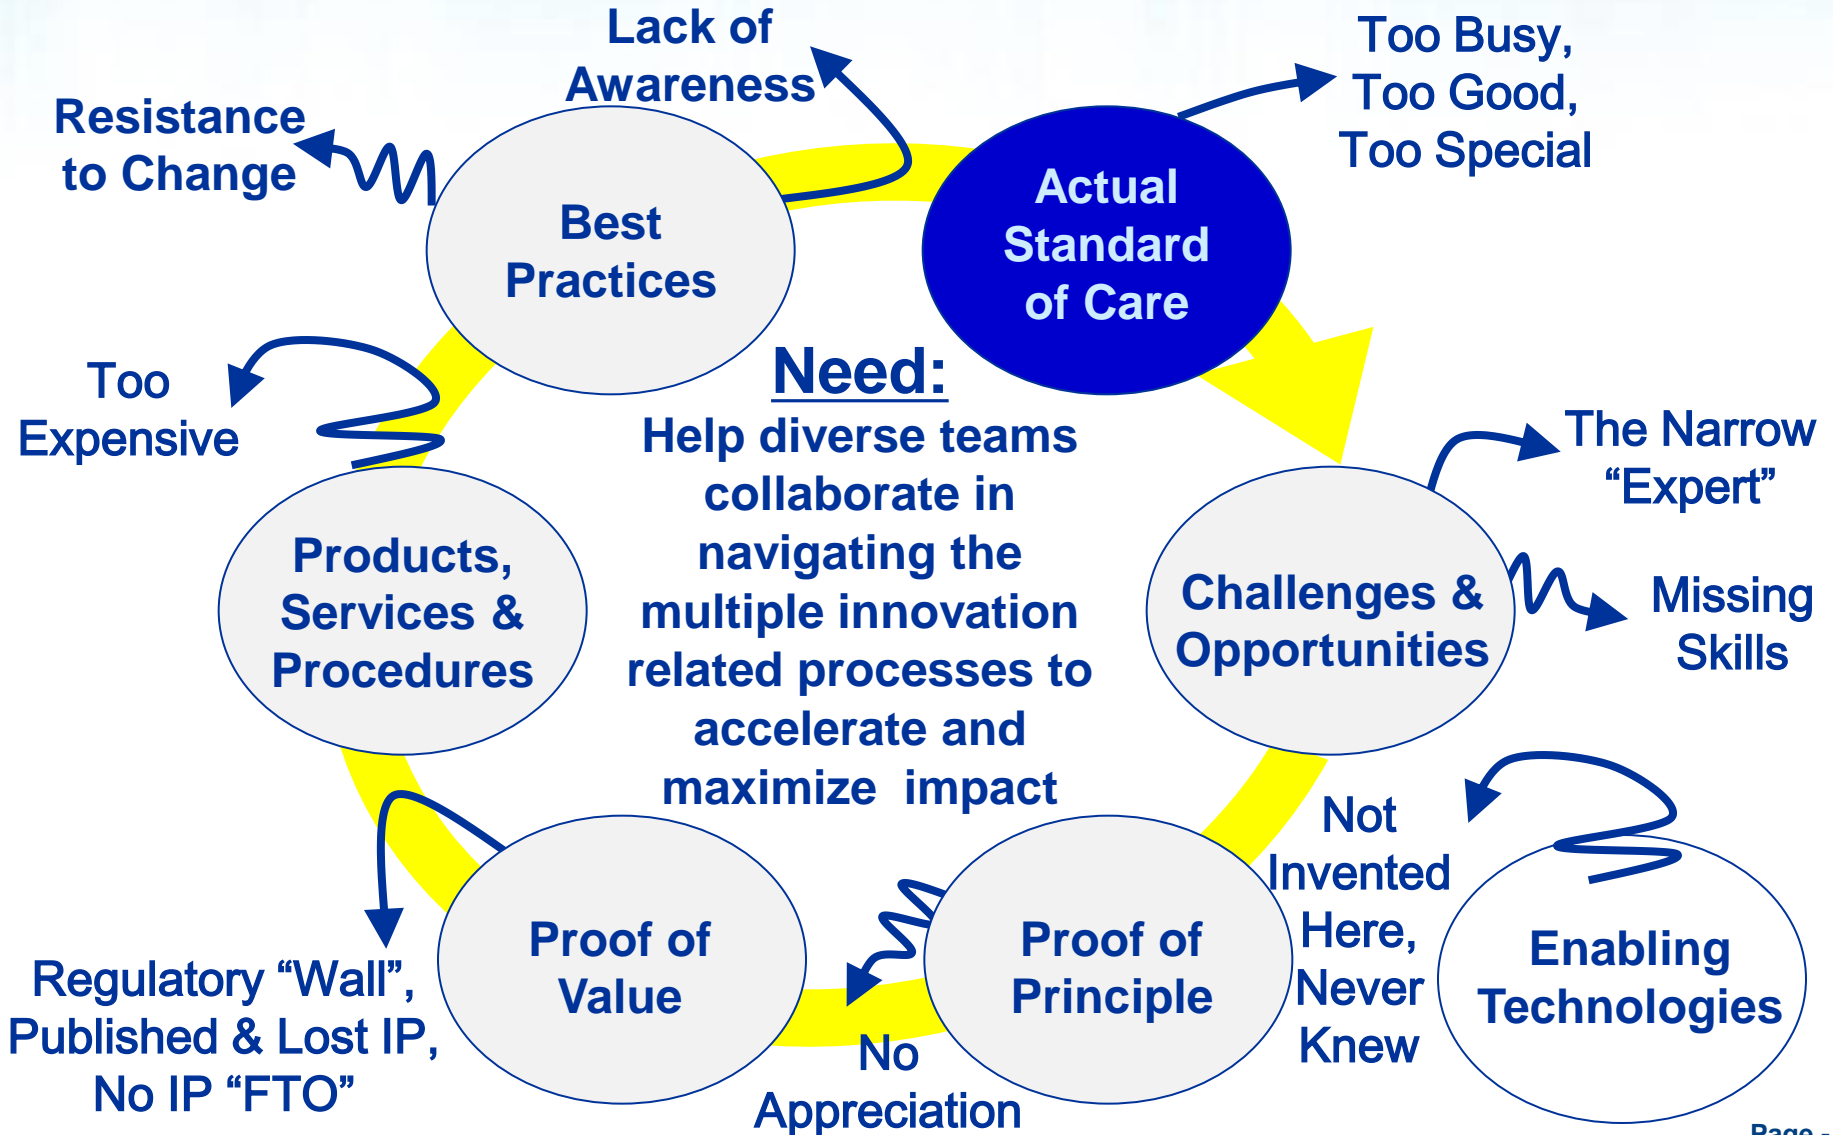 Lack of
Awareness
Too Busy,
Too Good,
Too Special
Resistance
to Change
Best
Practices
Actual
Standard
of Care
Need:
Help diverse teams
collaborate in
navigating the
multiple innovation
related processes to
accelerate and
maximize impact
Too
Expensive
The Narrow
“Expert”
Products,
Services &
Procedures
Challenges &
Opportunities
Missing
Skills
Not
Invented
Here,
Never
Knew
Enabling
Technologies
Proof of
Value
Proof of
Principle
Regulatory “Wall”,
Published & Lost IP,
No IP “FTO”
No
Appreciation
Page -